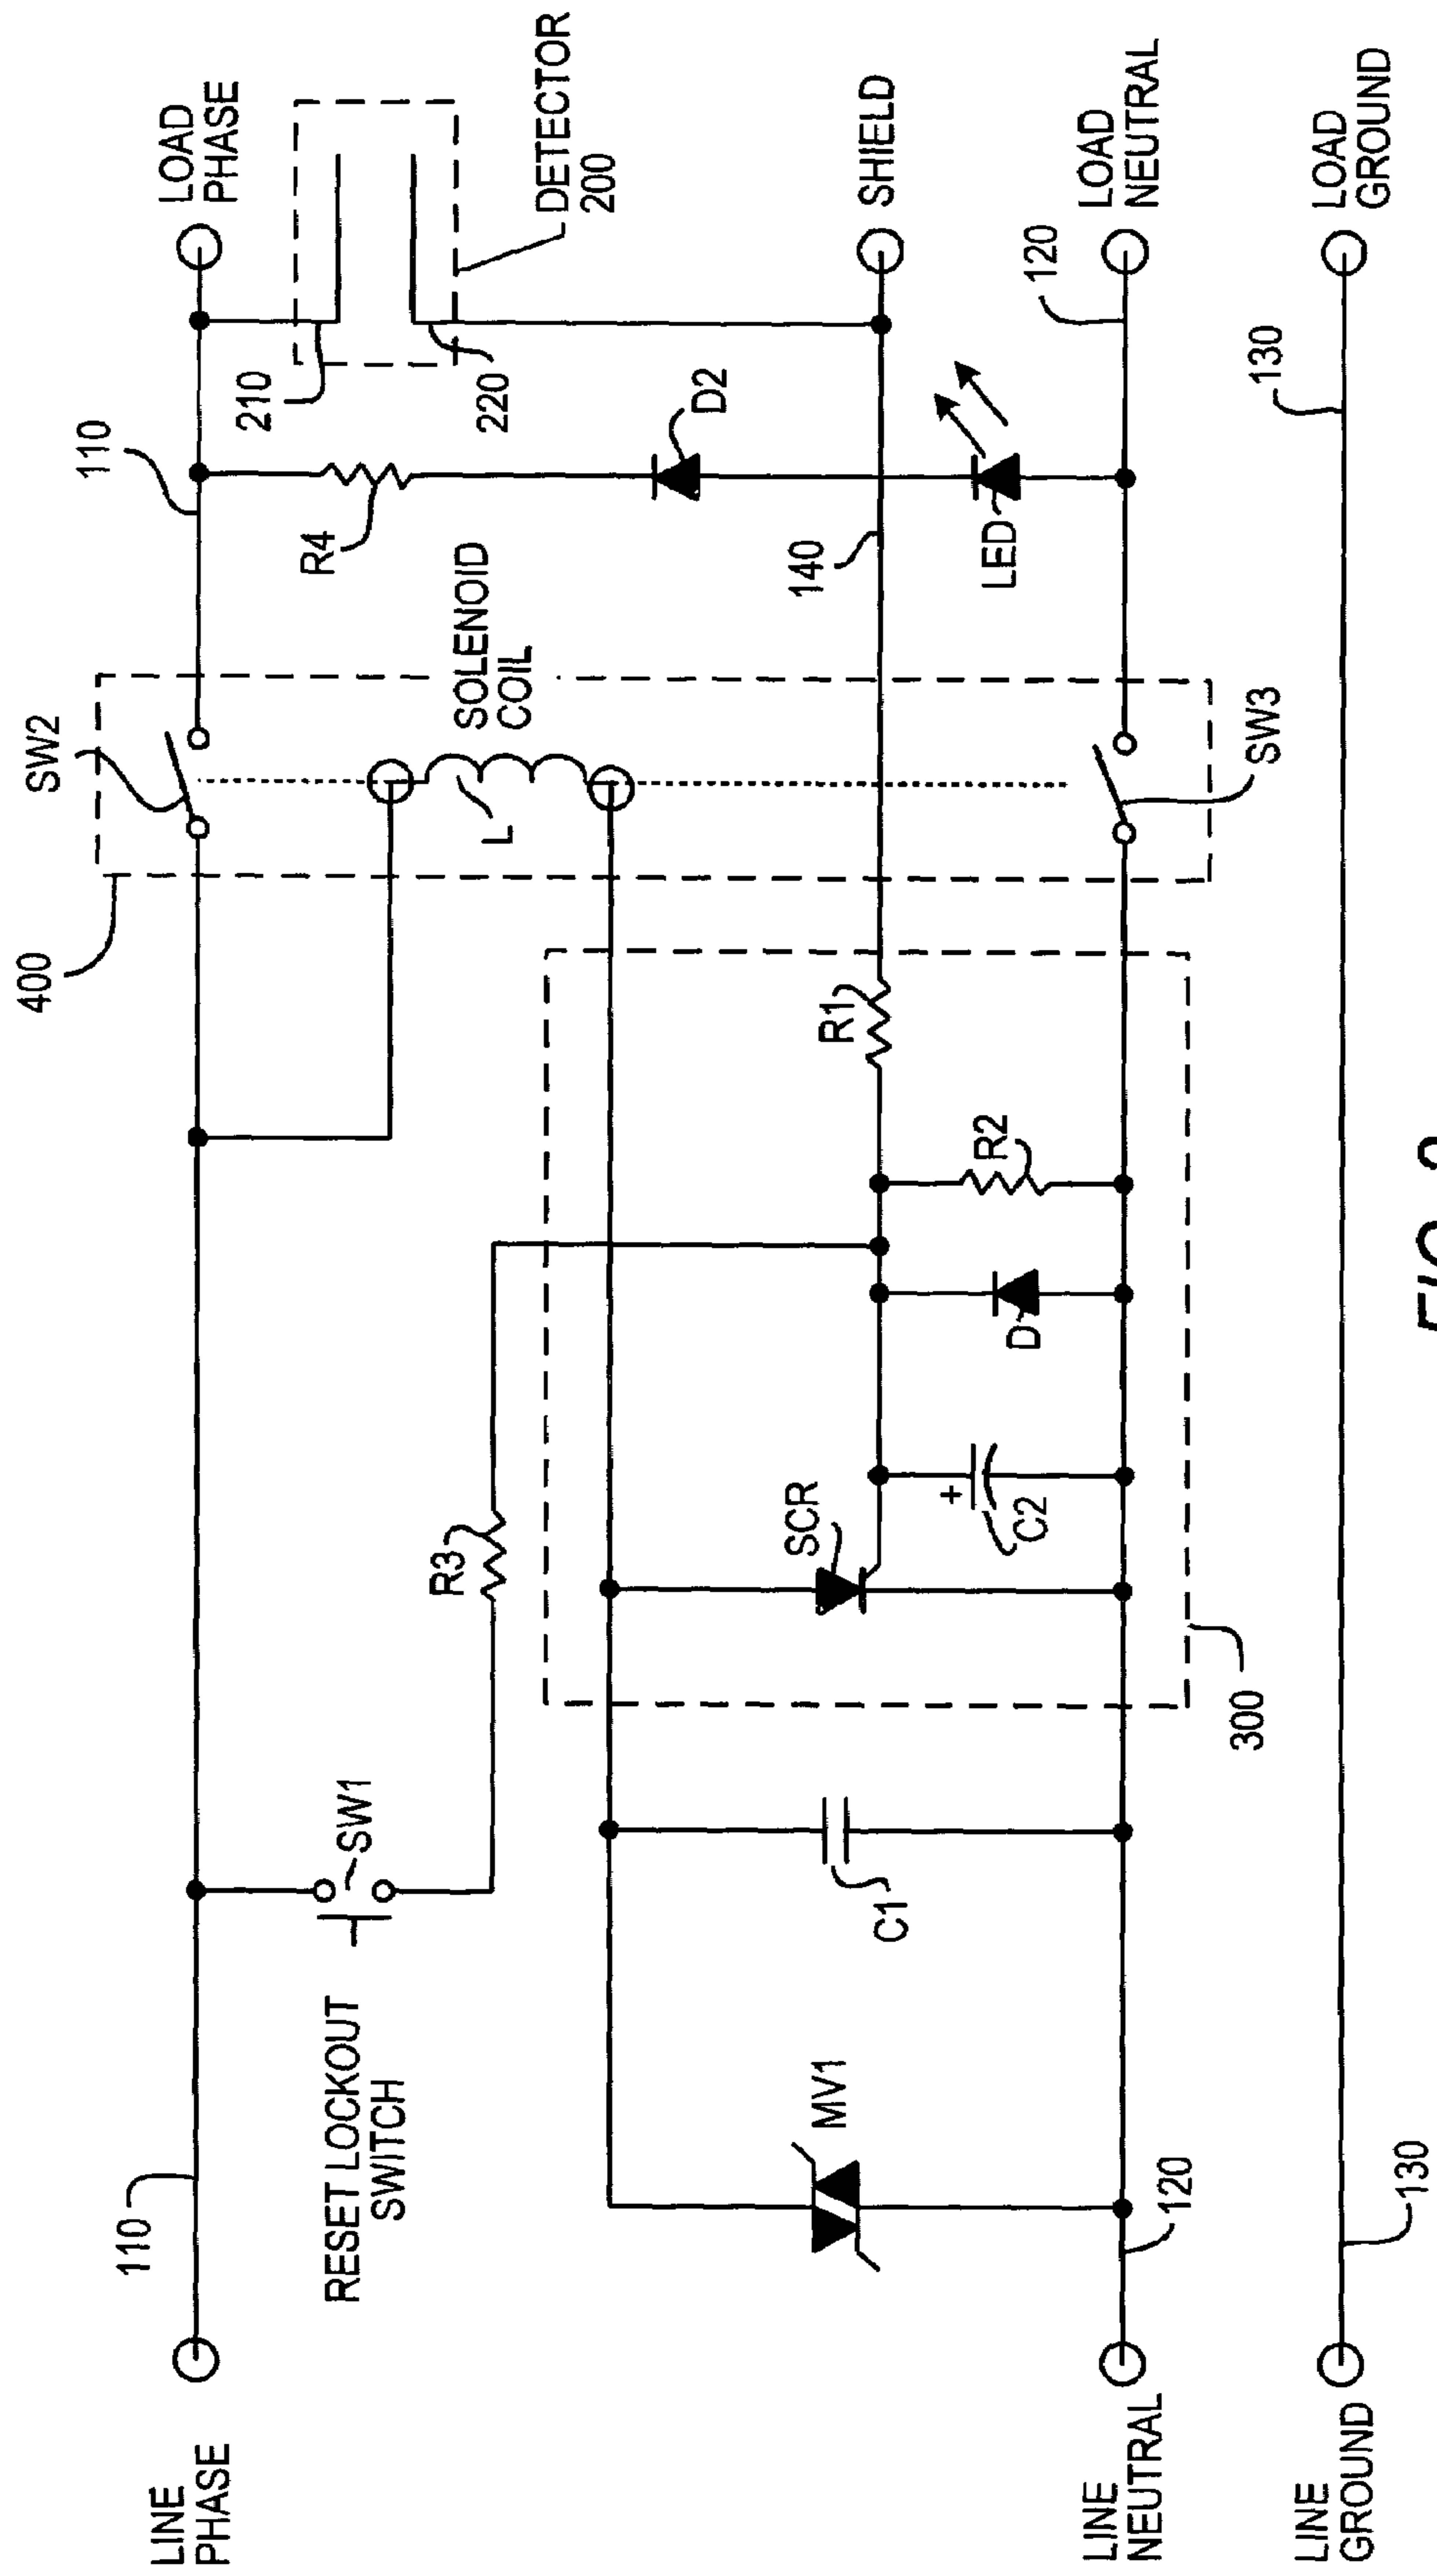 LINE
PHASE
110
RESET LOCKOUT
SWITCH
SW1
R3
400
SW2
SOLENOID
COIL
L
110
R4
210
220
D2
LOAD
PHASE
DETECTOR
200
SHIELD
140
LED
120
LOAD
NEUTRAL
SW3
R1
R2
D
+
C2
SCR
300
C1
MV1
120
LINE
NEUTRAL
LINE
GROUND
130
130
LOAD
GROUND